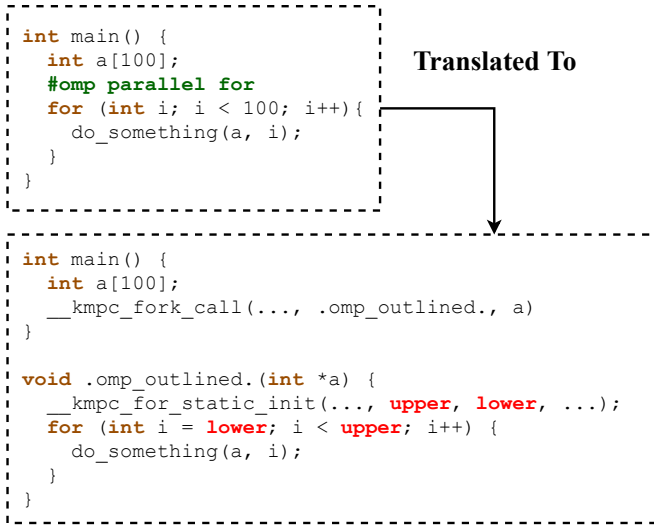 int main() {
  int a[100];
  #omp parallel for
  for (int i; i < 100; i++){
    do_something(a, i);
  }
}
Translated To
int main() {
  int a[100];
  __kmpc_fork_call(..., .omp_outlined., a)
}
void .omp_outlined.(int *a) {
  __kmpc_for_static_init(..., upper, lower, ...);
  for (int i = lower; i < upper; i++) {
    do_something(a, i);
  }
}